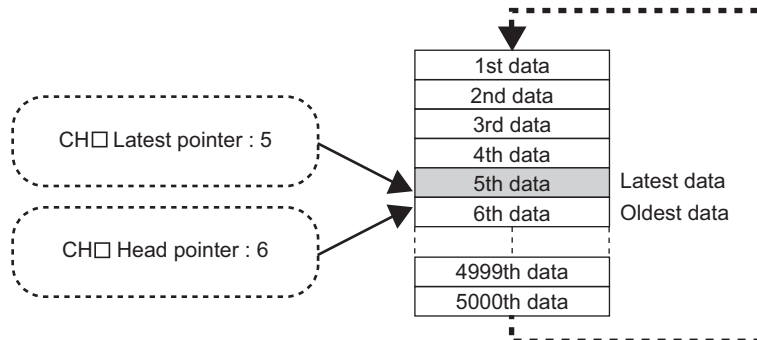 1st data
2nd data
3rd data
4th data
5th data
6th data
4999th data
5000th data
CH□ Latest pointer : 5
CH□ Head pointer : 6
Latest data
Oldest data